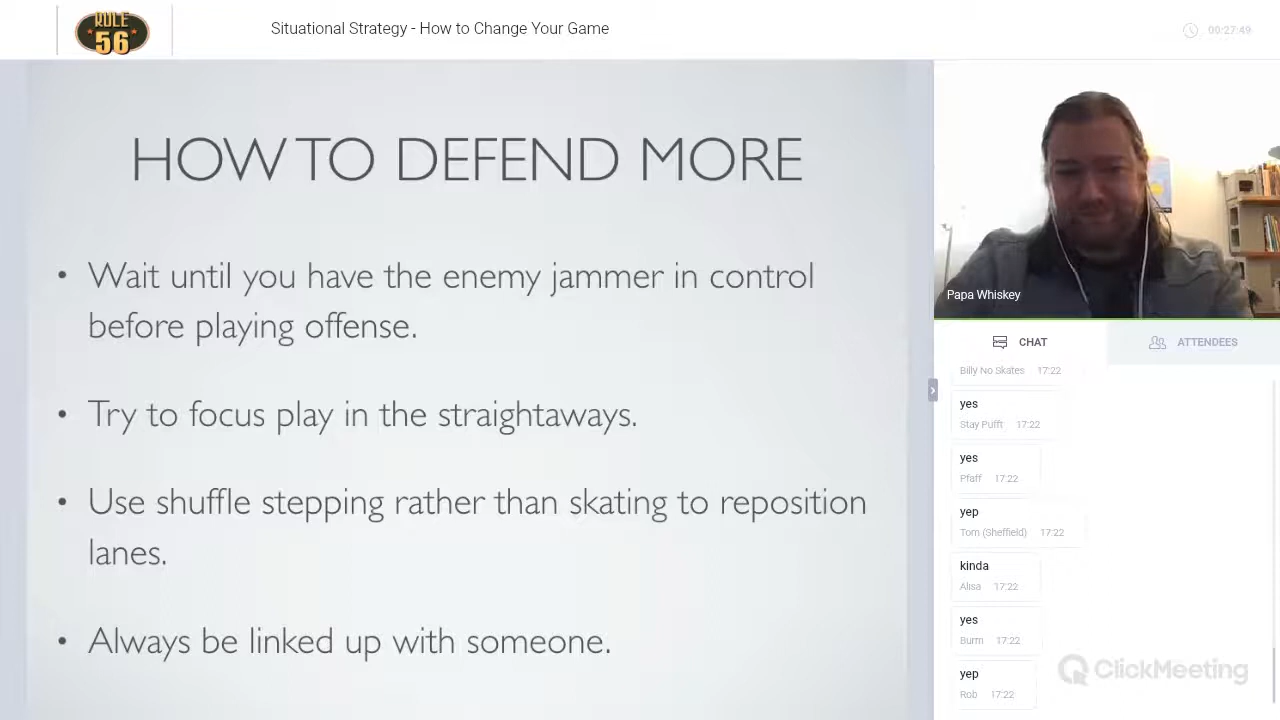 RULE
56
Situational Strategy - How to Change Your Game
00:27:49
HOW TO DEFEND MORE
• Wait until you have the enemy jammer in control
before playing offense.
• Try to focus play in the straightaways.
• Use shuffle stepping rather than skating to reposition
lanes.
• Always be linked up with someone.
Papa Whiskey
CHAT
ATTENDEES
Billy No Skates 17:22
yes
Stay Pufft 17:22
yes
Pfaff 17:22
yep
Tom (Sheffield) 17:22
kinda
Alisa 17:22
yes
Burm 17:22
yep
Rob 17:22
ClickMeeting